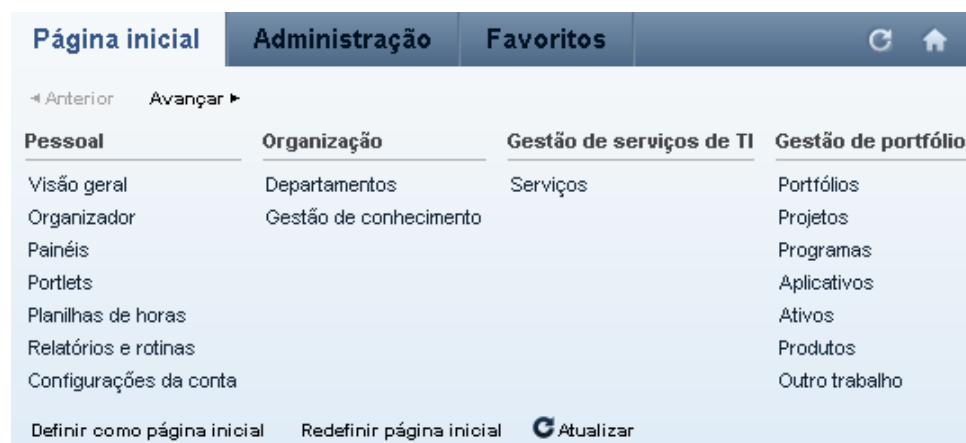 Página inicial Administração Favoritos
Anterior Avançar
Pessoal Organização Gestão de serviços de TI Gestão de portfólio
Visão geral Departamentos Serviços Portfólios
Organizador Gestão de conhecimento Projetos
Painéis Programas
Portlets Aplicativos
Planilhas de horas Ativos
Relatórios e rotinas Produtos
Configurações da conta Outro trabalho
Definir como página inicial Redefinir página inicial Atualizar